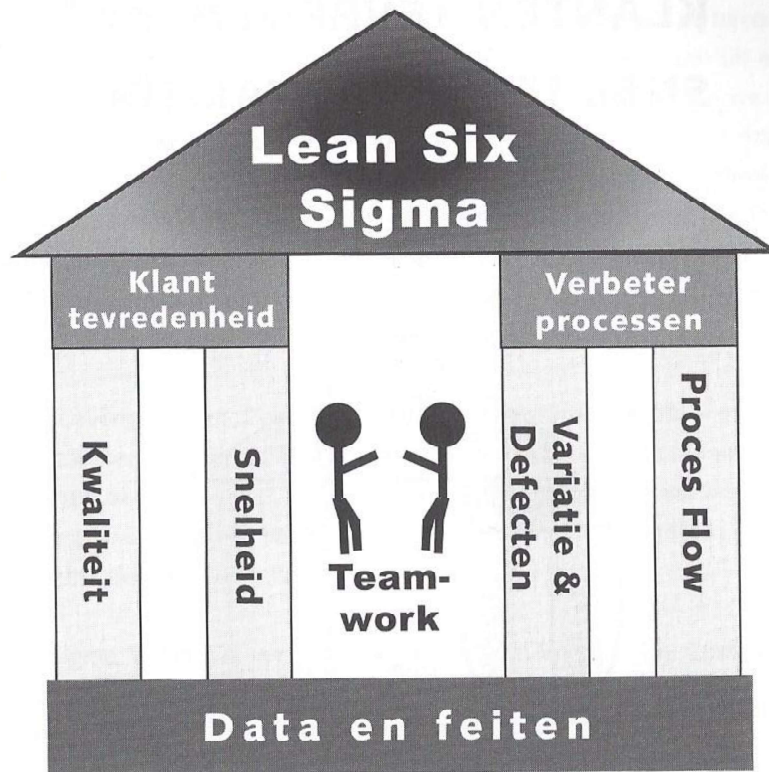 Lean Six
Sigma
Klant
tevredenheid
Verbeter
processen
Kwaliteit
Snelheid
Team-
work
Variatie &
Defecten
Proces Flow
Data en feiten